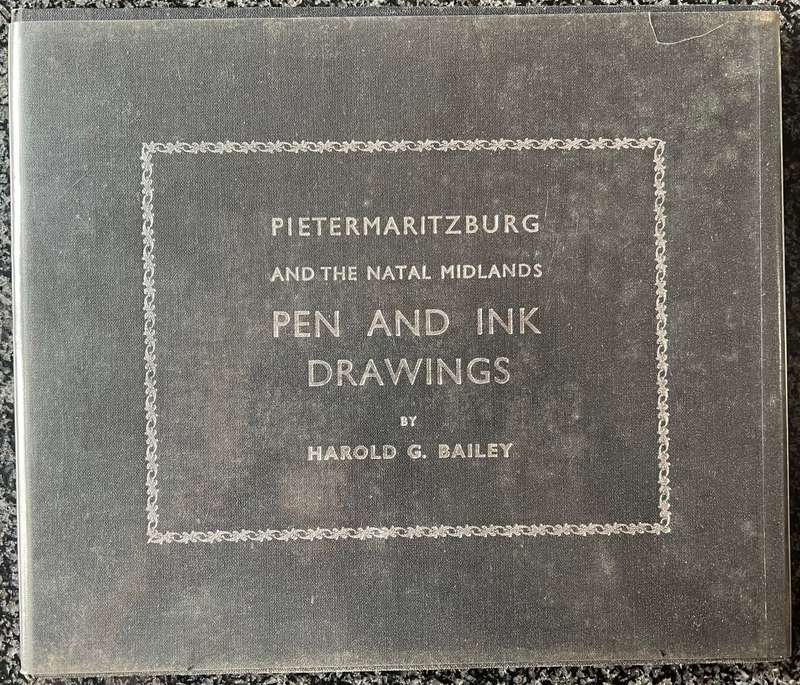 PIETERMARITZBURG
AND THE NATAL MIDLANDS
PEN AND INK
DRAWINGS
BY
HAROLD G. BAILEY